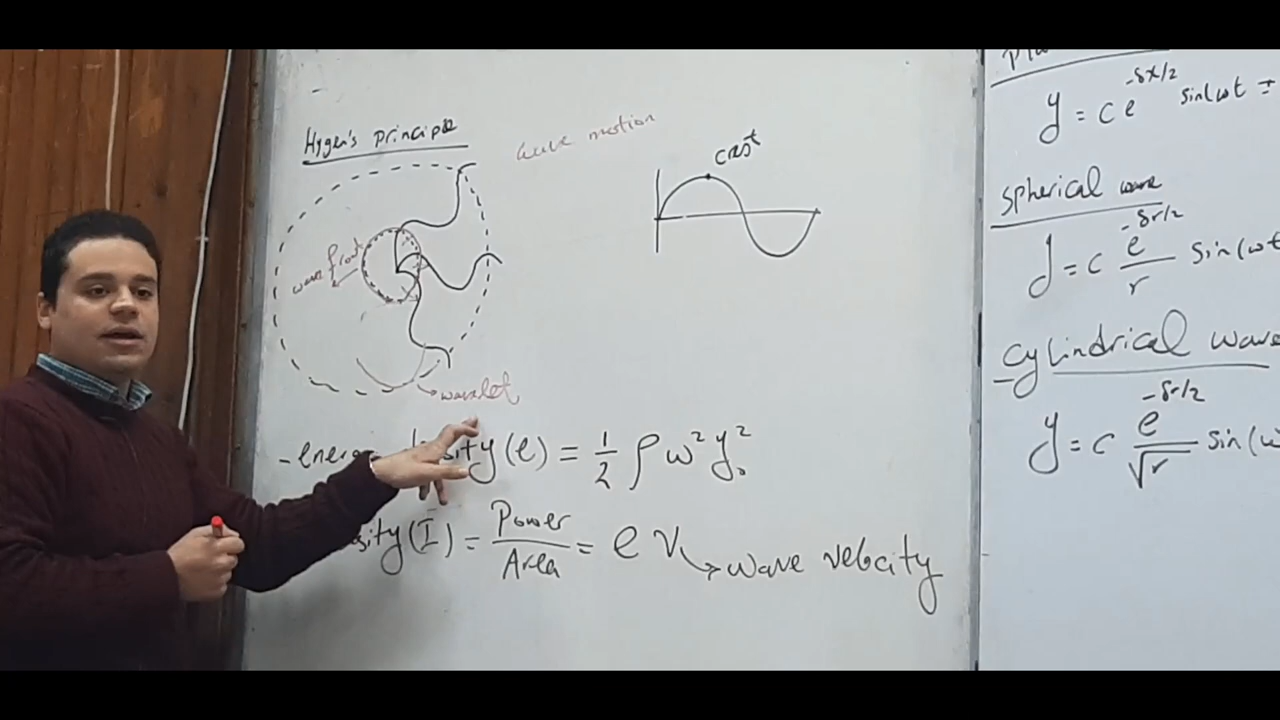 Hygen's principle
wave motion
crest
wave front
wavelet
- energy density (e) = 1/2 ρ ω² y₀²
sity (I) = Power/Area = e v → wave velocity
y = c e^(-δx/2) sin(ωt ∓
spherical wave
y = c e^(-δr/2)/r sin(ωt
- cylindrical wave
y = c e^(-δr/2)/√r sin(ω